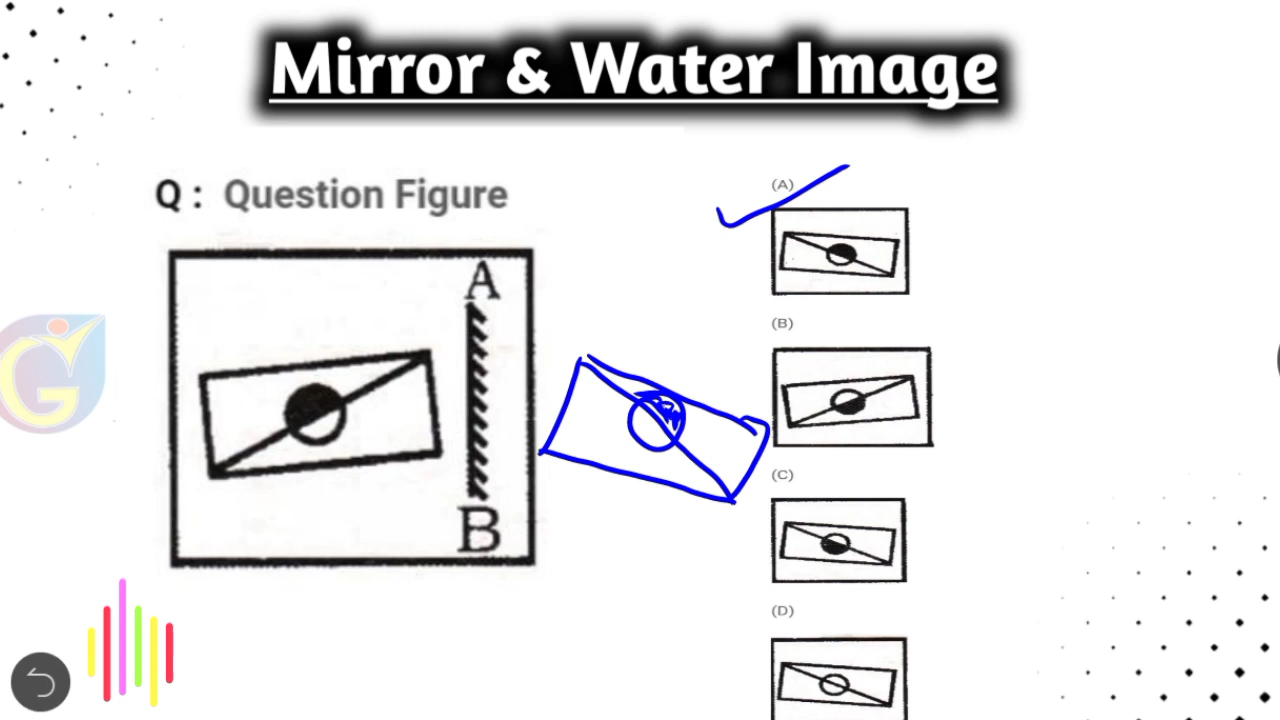 Mirror & Water Image
Q : Question Figure
A
B
(A)
(B)
(C)
(D)
G